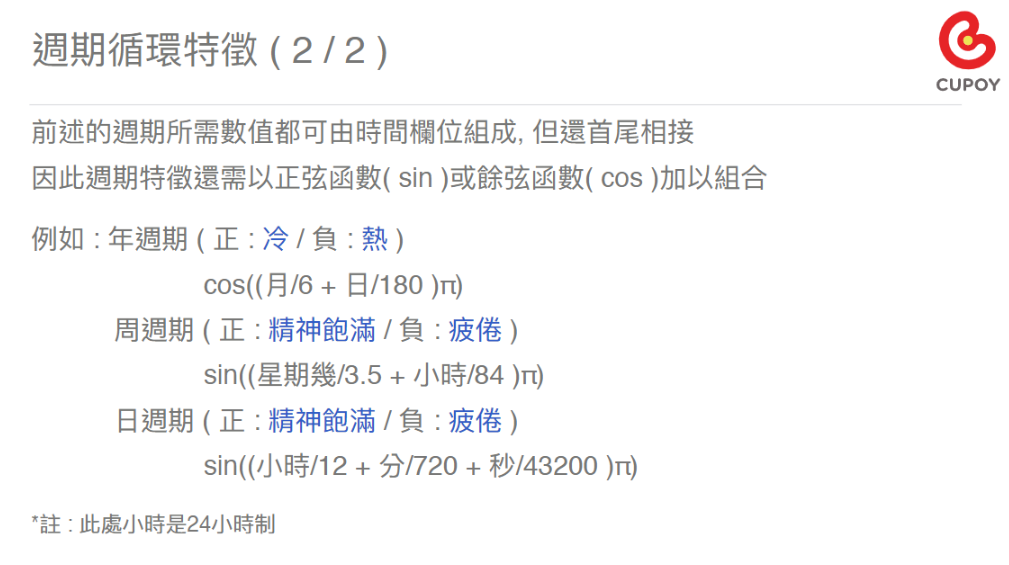 週期循環特徵 ( 2 / 2 )
CUPOY
前述的週期所需數值都可由時間欄位組成, 但還首尾相接
因此週期特徵還需以正弦函數( sin )或餘弦函數( cos )加以組合
例如 : 年週期 ( 正 : 冷 / 負 : 熱 )
cos((月/6 + 日/180 )π)
周週期 ( 正 : 精神飽滿 / 負 : 疲倦 )
sin((星期幾/3.5 + 小時/84 )π)
日週期 ( 正 : 精神飽滿 / 負 : 疲倦 )
sin((小時/12 + 分/720 + 秒/43200 )π)
*註 : 此處小時是24小時制